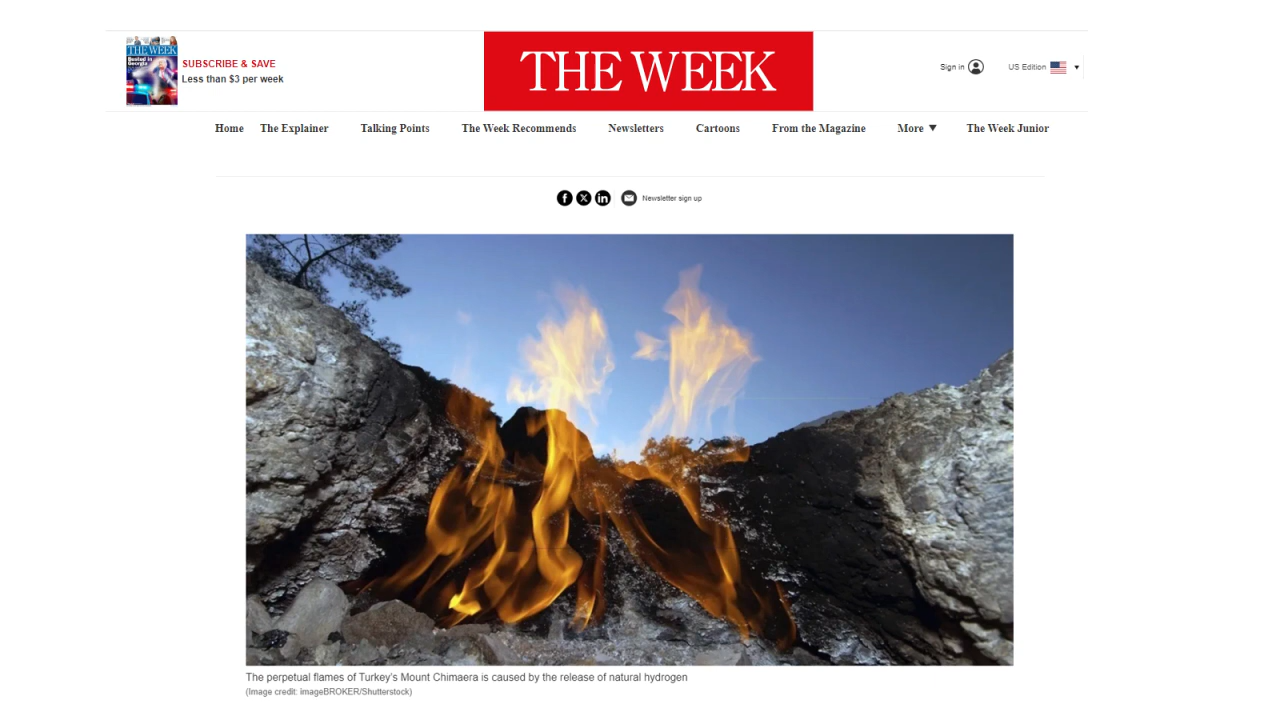 THE WEEK
SUBSCRIBE & SAVE
Less than $3 per week
THE WEEK
Sign in
US Edition
Home The Explainer Talking Points The Week Recommends Newsletters Cartoons From the Magazine More The Week Junior
Newsletter sign up
The perpetual flames of Turkey's Mount Chimaera is caused by the release of natural hydrogen
(Image credit: imageBROKER/Shutterstock)